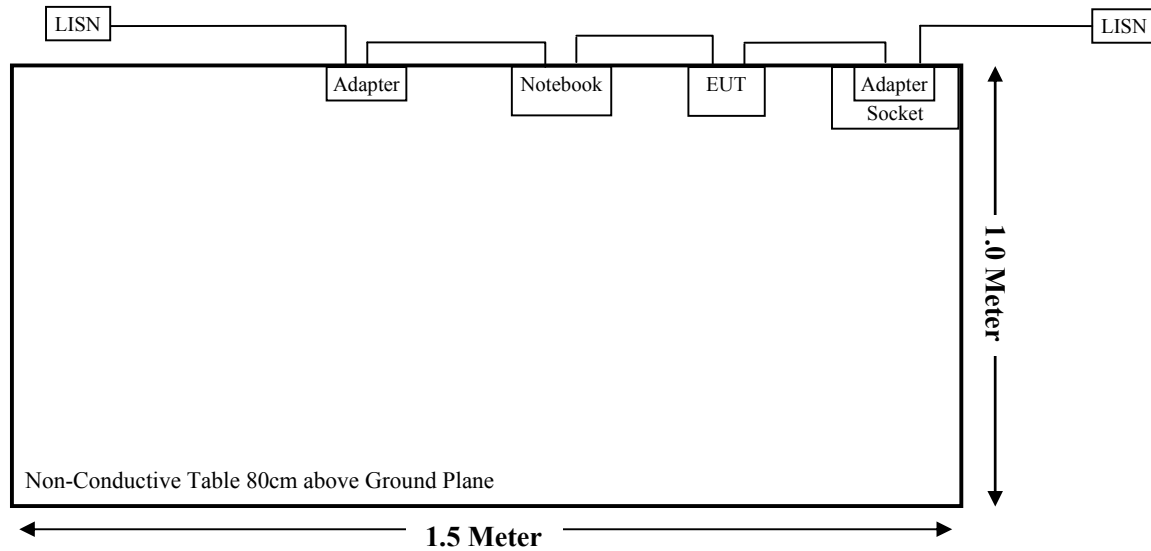 LISN
LISN
Adapter
Notebook
EUT
Adapter
Socket
1.0 Meter
Non-Conductive Table 80cm above Ground Plane
1.5 Meter